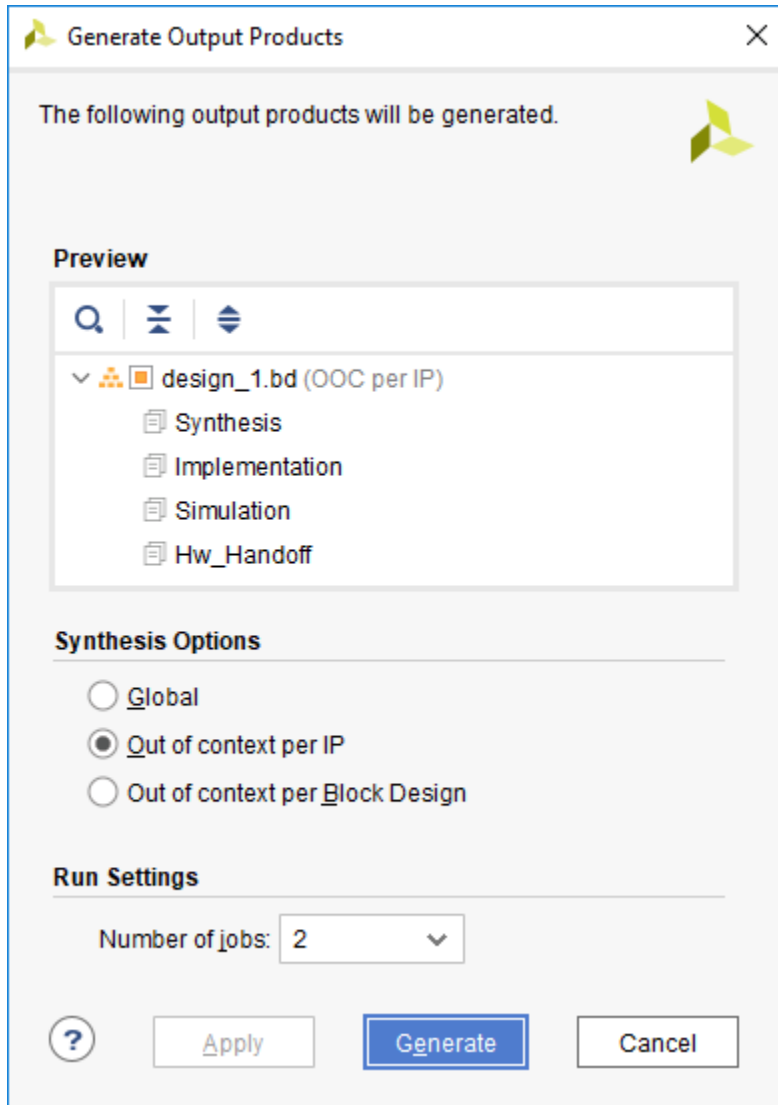 Generate Output Products
The following output products will be generated.
Preview
design_1.bd (OOC per IP)
Synthesis
Implementation
Simulation
Hw_Handoff
Synthesis Options
Global
Out of context per IP
Out of context per Block Design
Run Settings
Number of jobs: 2
? Apply Generate Cancel